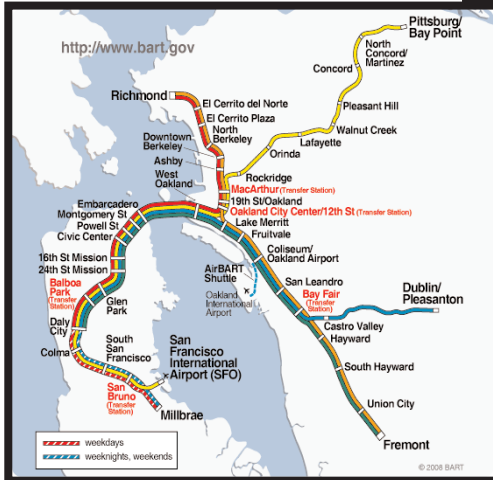 http://www.bart.gov
Pittsburg/
Bay Point
North
Concord/
Martinez
Concord
Richmond
El Cerrito del Norte
El Cerrito Plaza
North
Berkeley
Pleasant Hill
Walnut Creek
Lafayette
Orinda
Downtown
Berkeley
Ashby
West
Oakland
Rockridge
MacArthur (Transfer Station)
19th St/Oakland
Oakland City Center/12th St (Transfer Station)
Lake Merritt
Fruitvale
Coliseum/
Oakland Airport
Embarcadero
Montgomery St
Powell St
Civic Center
16th St Mission
24th St Mission
Balboa
Park
(Transfer
Station)
Glen
Park
Daly
City
Colma
AirBART
Shuttle
Oakland
International
Airport
San Leandro
Bay Fair
(Transfer
Station)
Dublin/
Pleasanton
Castro Valley
Hayward
South Hayward
Union City
Fremont
South
San
Francisco
San
Francisco
International
Airport (SFO)
San
Bruno
(Transfer
Station)
Millbrae
weekdays
weeknights, weekends
© 2008 BART